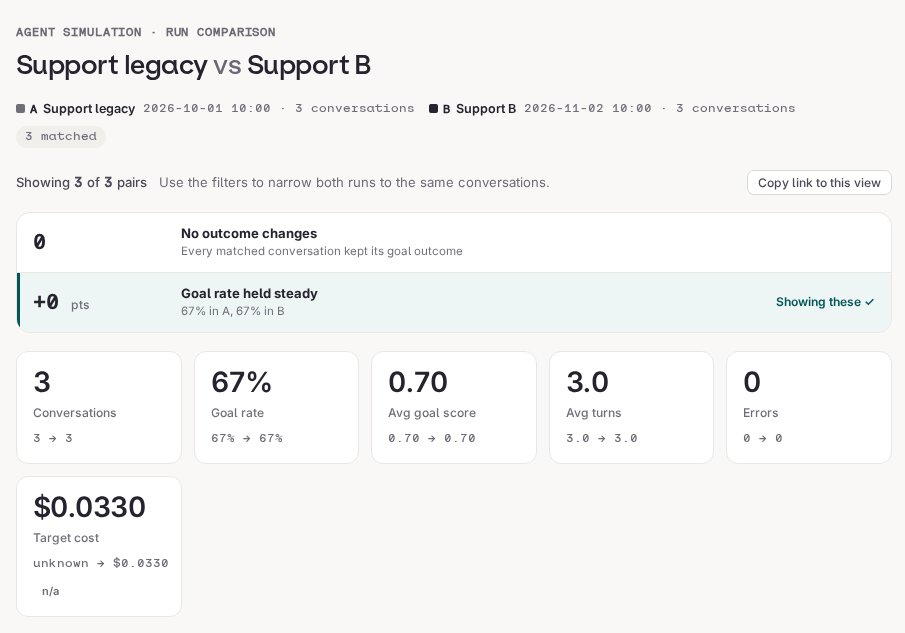 AGENT SIMULATION · RUN COMPARISON
Support legacy vs Support B
A Support legacy 2026-10-01 10:00 · 3 conversations B Support B 2026-11-02 10:00 · 3 conversations
3 matched
Showing 3 of 3 pairs Use the filters to narrow both runs to the same conversations. Copy link to this view
0 No outcome changes
Every matched conversation kept its goal outcome
+0 pts Goal rate held steady
67% in A, 67% in B
Showing these ✓
3 67% 0.70 3.0 0
Conversations Goal rate Avg goal score Avg turns Errors
3 → 3 67% → 67% 0.70 → 0.70 3.0 → 3.0 0 → 0
$0.0330
Target cost
unknown → $0.0330
n/a